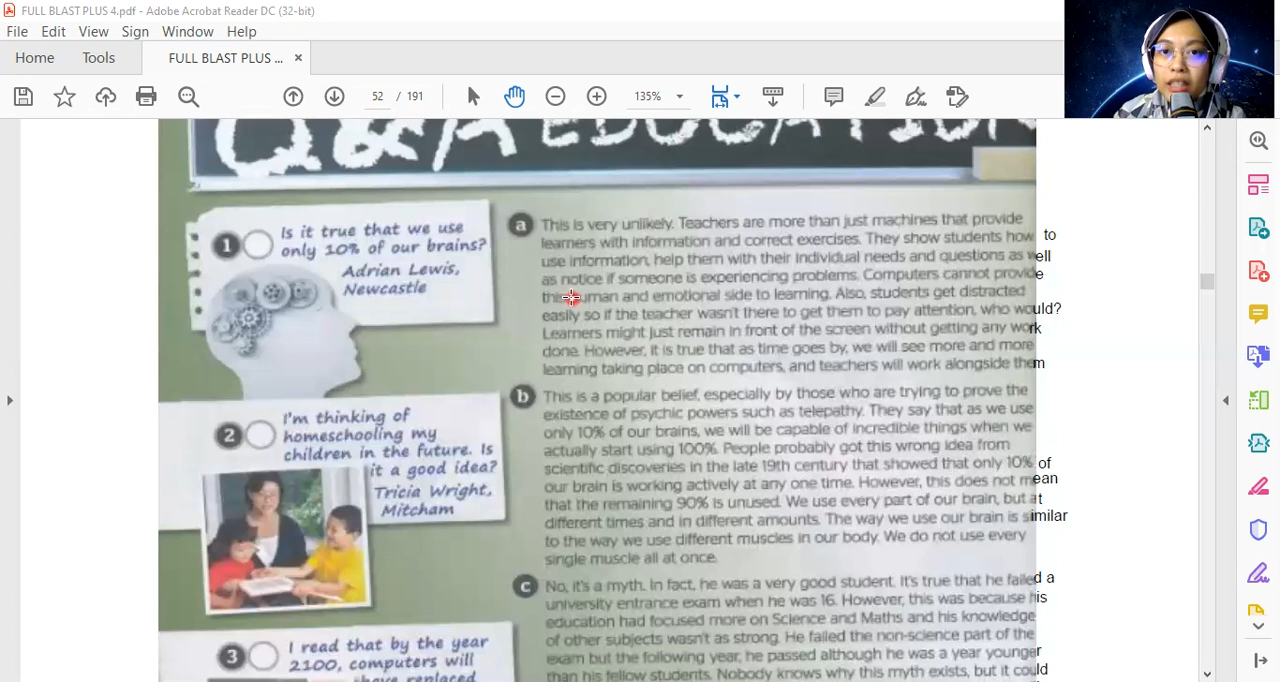 FULL BLAST PLUS 4.pdf - Adobe Acrobat Reader DC (32-bit)
File Edit View Sign Window Help
Home Tools FULL BLAST PLUS ... ×
52 / 191 135%
Q&A EDUCATION
1
Is it true that we use
only 10% of our brains?
Adrian Lewis,
Newcastle
2
I'm thinking of
homeschooling my
children in the future. Is
it a good idea?
Tricia Wright,
Mitcham
3
I read that by the year
2100, computers will
have replaced
a
This is very unlikely. Teachers are more than just machines that provide
learners with information and correct exercises. They show students how to
use information, help them with their individual needs and questions as well
as notice if someone is experiencing problems. Computers cannot provide
this human and emotional side to learning. Also, students get distracted
easily so if the teacher wasn't there to get them to pay attention, who would?
Learners might just remain in front of the screen without getting any work
done. However, it is true that as time goes by, we will see more and more
learning taking place on computers, and teachers will work alongside them
b
This is a popular belief, especially by those who are trying to prove the
existence of psychic powers such as telepathy. They say that as we use
only 10% of our brains, we will be capable of incredible things when we
actually start using 100%. People probably got this wrong idea from
scientific discoveries in the late 19th century that showed that only 10% of
our brain is working actively at any one time. However, this does not mean
that the remaining 90% is unused. We use every part of our brain, but at
different times and in different amounts. The way we use our brain is similar
to the way we use different muscles in our body. We do not use every
single muscle all at once.
c
No, it's a myth. In fact, he was a very good student. It's true that he failed a
university entrance exam when he was 16. However, this was because his
education had focused more on Science and Maths and his knowledge
of other subjects wasn't as strong. He failed the non-science part of the
exam but the following year, he passed although he was a year younger
than his fellow students. Nobody knows why this myth exists, but it could